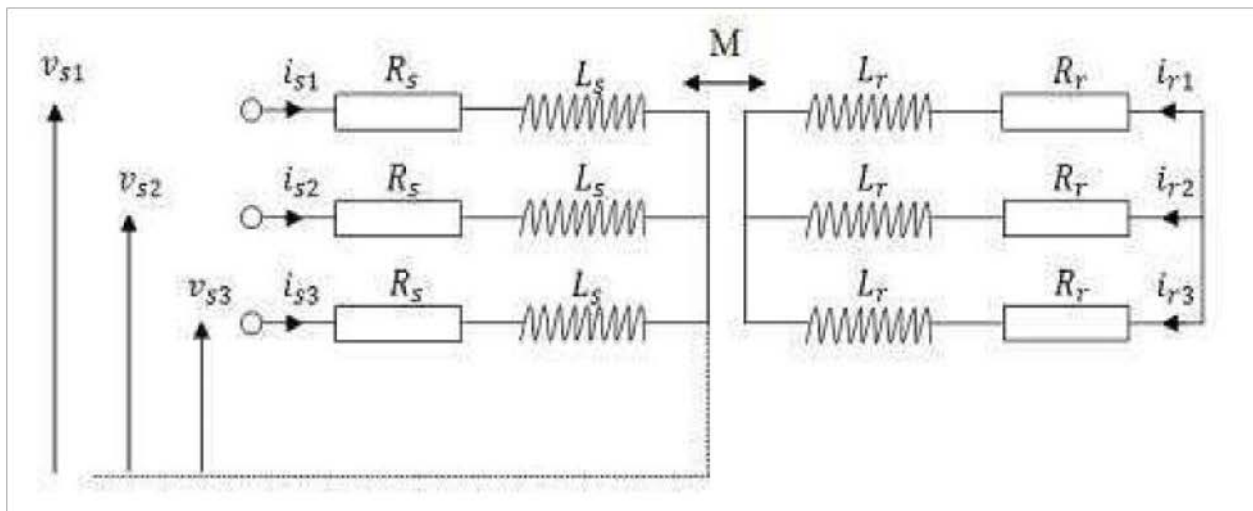 M
v_{s1} i_{s1} R_s L_s L_r R_r i_{r1}
v_{s2} i_{s2} R_s L_s L_r R_r i_{r2}
v_{s3} i_{s3} R_s L_s L_r R_r i_{r3}